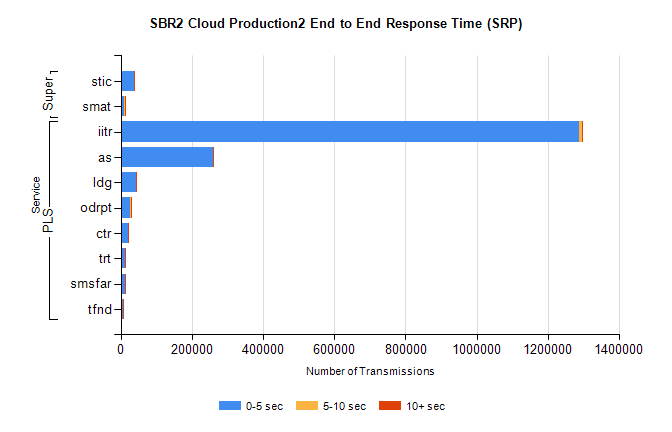 SBR2 Cloud Production2 End to End Response Time (SRP)
Super
stic
smat
Service
PLS
iitr
as
ldg
odrpt
ctr
trt
smsfar
tfnd
0 200000 400000 600000 800000 1000000 1200000 1400000
Number of Transmissions
0-5 sec 5-10 sec 10+ sec